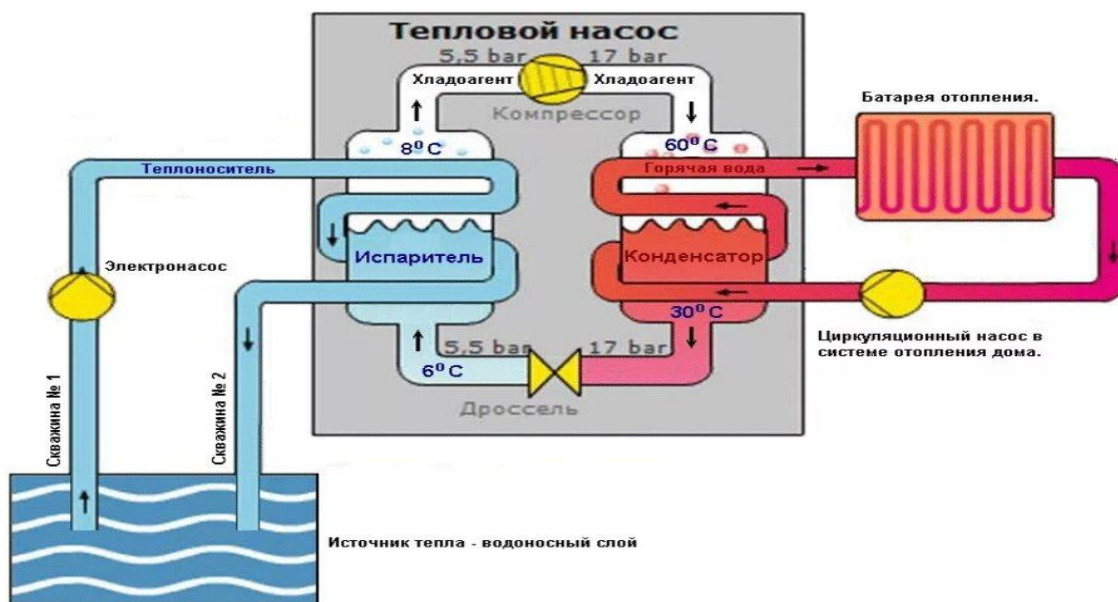 Тепловой насос
5,5 bar
17 bar
Хладоагент
Хладоагент
Компрессор
Батарея отопления.
8⁰ C
60⁰ C
Теплоноситель
Горячая вода
Испаритель
Конденсатор
Электронасос
30⁰ C
Циркуляционный насос в
системе отопления дома.
5,5 bar
17 bar
6⁰ C
Дроссель
Скважина № 1
Скважина № 2
Источник тепла - водоносный слой